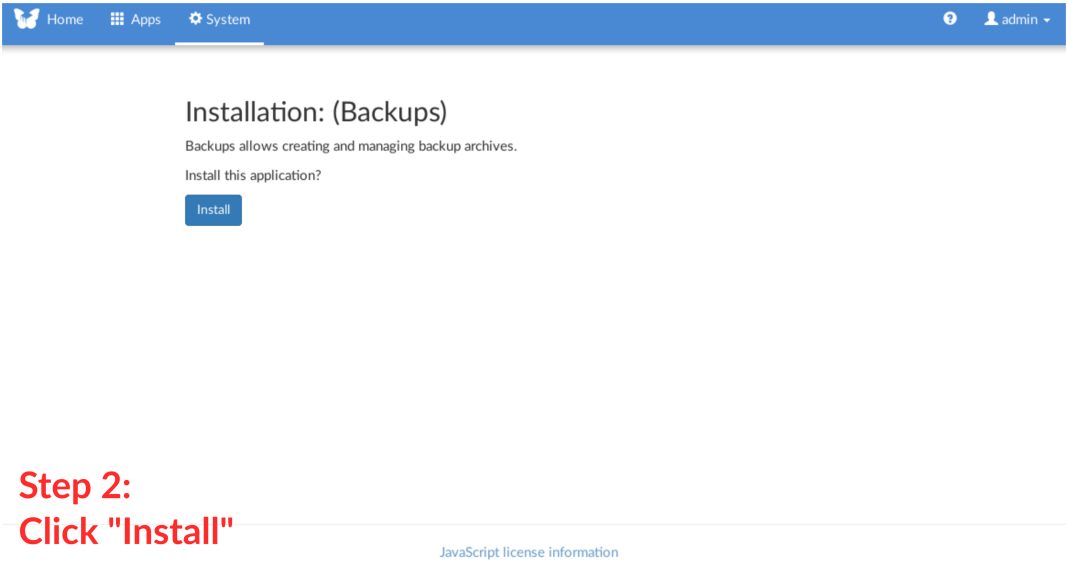 Home Apps System admin
Installation: (Backups)
Backups allows creating and managing backup archives.
Install this application?
Install
Step 2:
Click "Install"
JavaScript license information